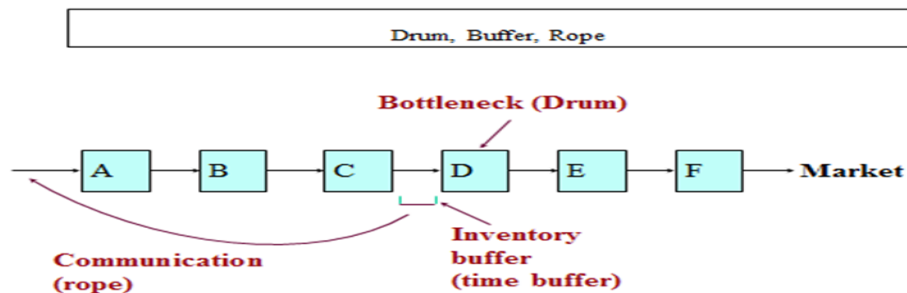 Drum, Buffer, Rope
Bottleneck (Drum)
A B C D E F Market
Communication
(rope)
Inventory
buffer
(time buffer)